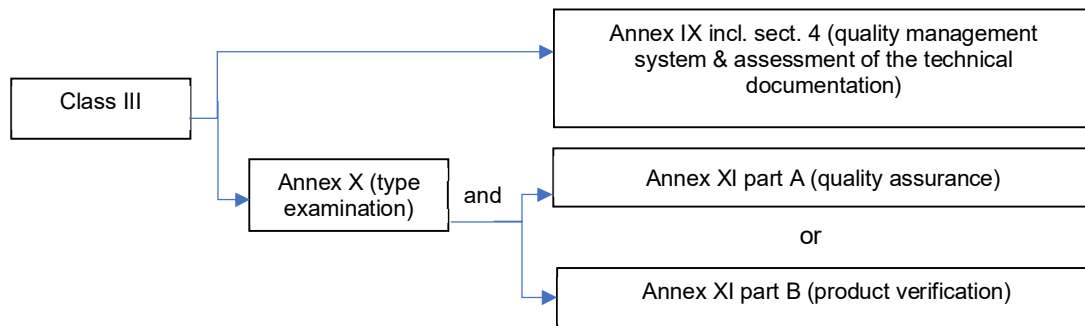 Annex IX incl. sect. 4 (quality management
system & assessment of the technical
documentation)
Class III
Annex X (type
examination)
and
Annex XI part A (quality assurance)
or
Annex XI part B (product verification)